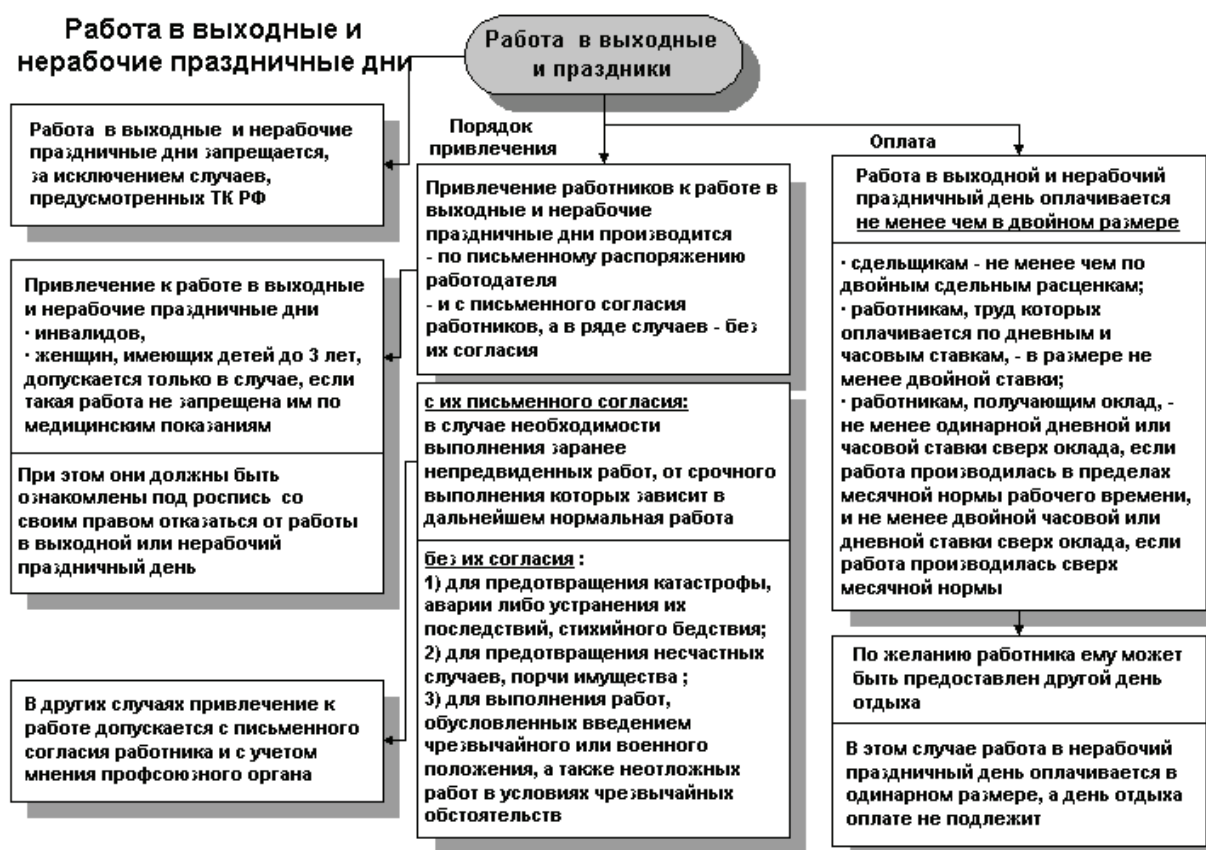 Работа в выходные и
нерабочие праздничные дни
Работа в выходные
и праздники
Работа в выходные и нерабочие
праздничные дни запрещается,
за исключением случаев,
предусмотренных ТК РФ
Привлечение к работе в выходные
и нерабочие праздничные дни
· инвалидов,
· женщин, имеющих детей до 3 лет,
допускается только в случае, если
такая работа не запрещена им по
медицинским показаниям
При этом они должны быть
ознакомлены под роспись со
своим правом отказаться от работы
в выходной или нерабочий
праздничный день
В других случаях привлечение к
работе допускается с письменного
согласия работника и с учетом
мнения профсоюзного органа
Порядок
привлечения
Привлечение работников к работе в
выходные и нерабочие
праздничные дни производится
- по письменному распоряжению
работодателя
- и с письменного согласия
работников, а в ряде случаев - без
их согласия
с их письменного согласия:
в случае необходимости
выполнения заранее
непредвиденных работ, от срочного
выполнения которых зависит в
дальнейшем нормальная работа
без их согласия :
1) для предотвращения катастрофы,
аварии либо устранения их
последствий, стихийного бедствия;
2) для предотвращения несчастных
случаев, порчи имущества ;
3) для выполнения работ,
обусловленных введением
чрезвычайного или военного
положения, а также неотложных
работ в условиях чрезвычайных
обстоятельств
Оплата
Работа в выходной и нерабочий
праздничный день оплачивается
не менее чем в двойном размере
· сдельщикам - не менее чем по
двойным сдельным расценкам;
· работникам, труд которых
оплачивается по дневным и
часовым ставкам, - в размере не
менее двойной ставки;
· работникам, получающим оклад, -
не менее одинарной дневной или
часовой ставки сверх оклада, если
работа производилась в пределах
месячной нормы рабочего времени,
и не менее двойной часовой или
дневной ставки сверх оклада, если
работа производилась сверх
месячной нормы
По желанию работника ему может
быть предоставлен другой день
отдыха
В этом случае работа в нерабочий
праздничный день оплачивается в
одинарном размере, а день отдыха
оплате не подлежит